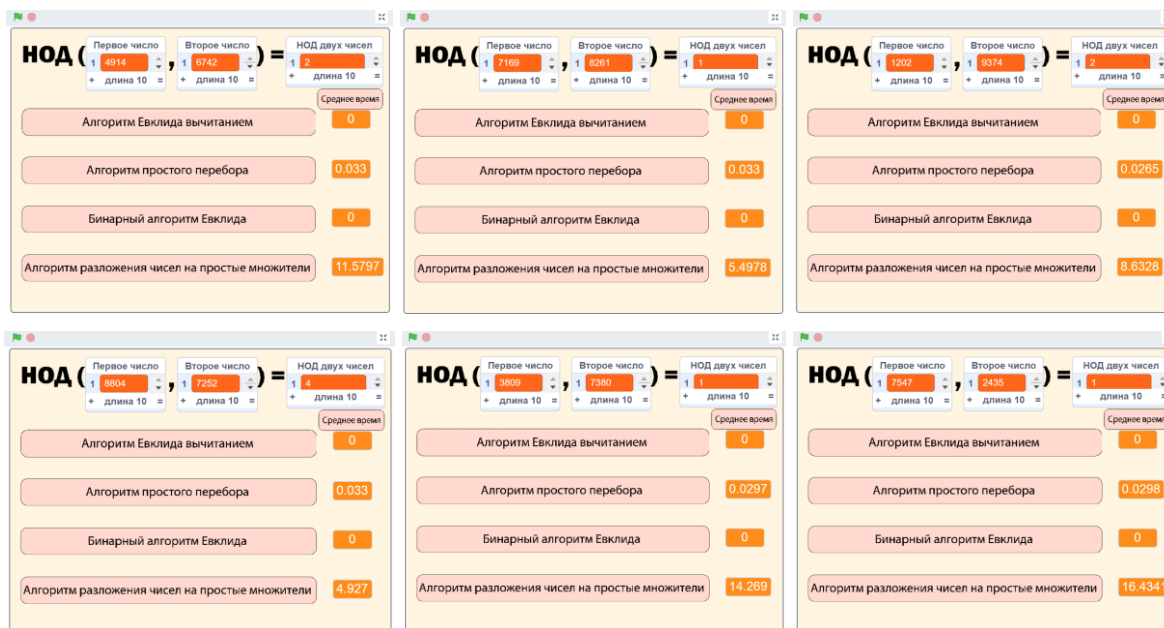 НОД ( Первое число , Второе число ) = НОД двух чисел
1 4914 1 6742 1 2
+ длина 10 = + длина 10 = + длина 10 =
Среднее время
Алгоритм Евклида вычитанием 0
Алгоритм простого перебора 0.033
Бинарный алгоритм Евклида 0
Алгоритм разложения чисел на простые множители 11.5797
НОД ( Первое число , Второе число ) = НОД двух чисел
1 7169 1 8261 1 1
+ длина 10 = + длина 10 = + длина 10 =
Среднее время
Алгоритм Евклида вычитанием 0
Алгоритм простого перебора 0.033
Бинарный алгоритм Евклида 0
Алгоритм разложения чисел на простые множители 5.4978
НОД ( Первое число , Второе число ) = НОД двух чисел
1 1202 1 9374 1 2
+ длина 10 = + длина 10 = + длина 10 =
Среднее время
Алгоритм Евклида вычитанием 0
Алгоритм простого перебора 0.0265
Бинарный алгоритм Евклида 0
Алгоритм разложения чисел на простые множители 8.6328
НОД ( Первое число , Второе число ) = НОД двух чисел
1 8804 1 7252 1 4
+ длина 10 = + длина 10 = + длина 10 =
Среднее время
Алгоритм Евклида вычитанием 0
Алгоритм простого перебора 0.033
Бинарный алгоритм Евклида 0
Алгоритм разложения чисел на простые множители 4.927
НОД ( Первое число , Второе число ) = НОД двух чисел
1 3809 1 7380 1 1
+ длина 10 = + длина 10 = + длина 10 =
Среднее время
Алгоритм Евклида вычитанием 0
Алгоритм простого перебора 0.0297
Бинарный алгоритм Евклида 0
Алгоритм разложения чисел на простые множители 14.269
НОД ( Первое число , Второе число ) = НОД двух чисел
1 7547 1 2435 1 1
+ длина 10 = + длина 10 = + длина 10 =
Среднее время
Алгоритм Евклида вычитанием 0
Алгоритм простого перебора 0.0298
Бинарный алгоритм Евклида 0
Алгоритм разложения чисел на простые множители 16.4341